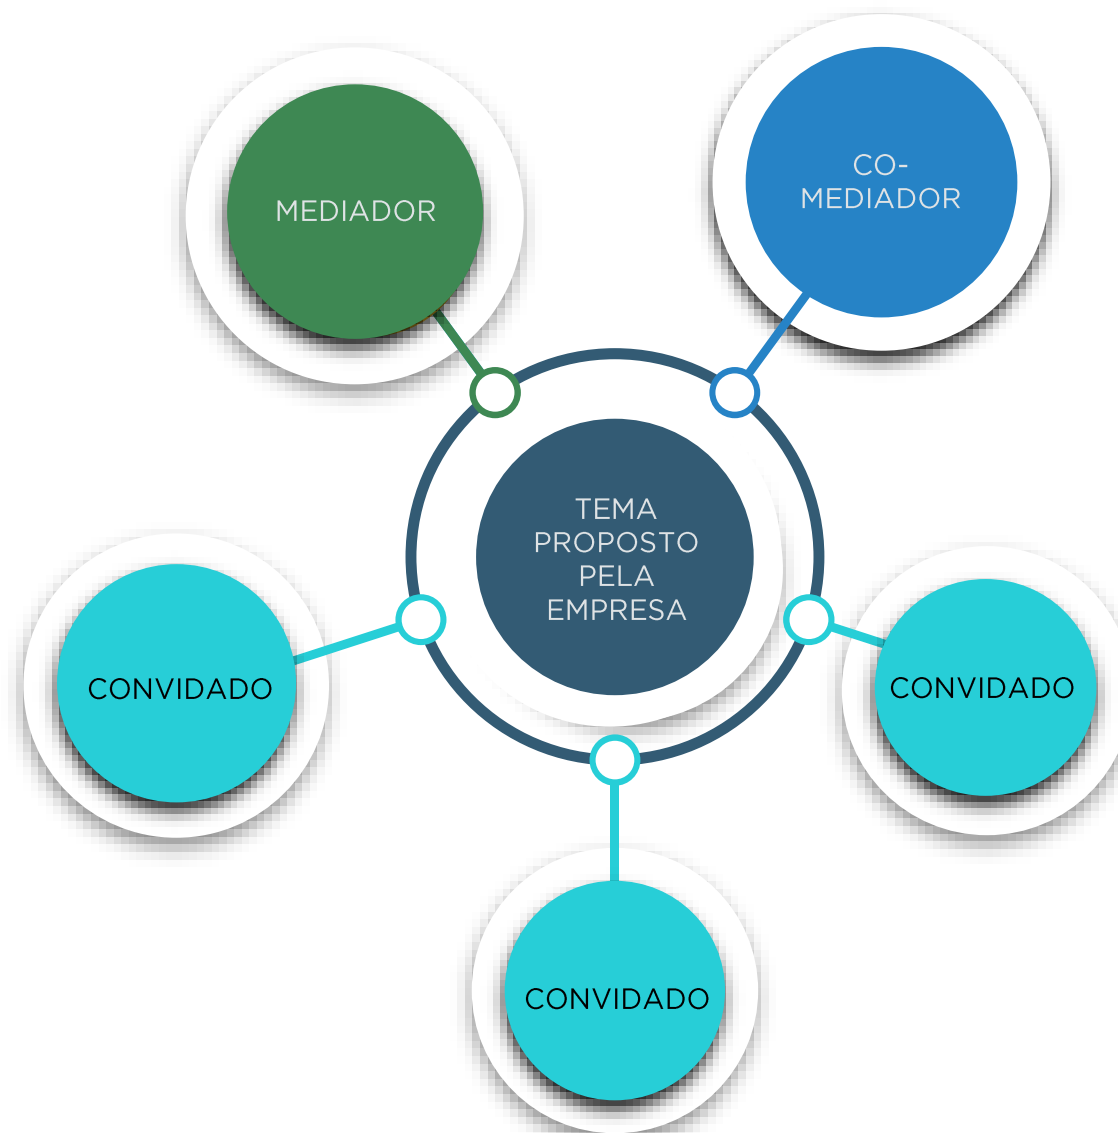 MEDIADOR
CO-
MEDIADOR
TEMA
PROPOSTO
PELA
EMPRESA
CONVIDADO
CONVIDADO
CONVIDADO